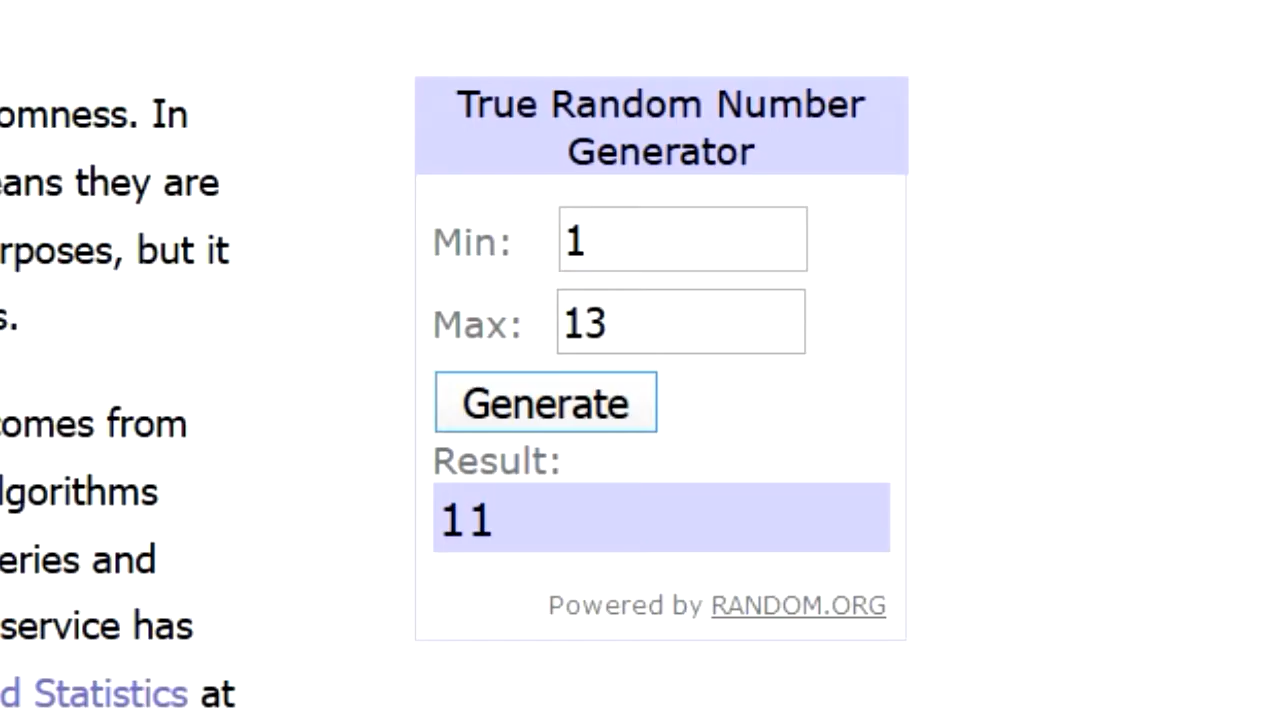 omness. In
eans they are
rposes, but it
s.
comes from
lgorithms
eries and
service has
d Statistics at
True Random Number
Generator
Min: 1
Max: 13
Generate
Result:
11
Powered by RANDOM.ORG